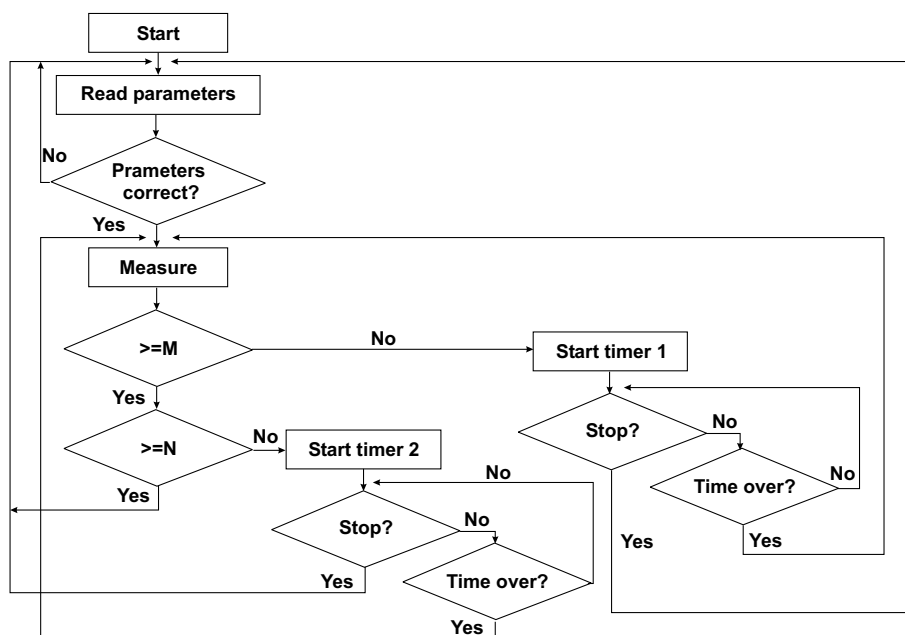 Start
Read parameters
No
Prameters
correct?
Yes
Measure
>=M
No
Start timer 1
Yes
Stop?
No
>=N
No
Start timer 2
Time over?
No
Yes
No
Stop?
No
Yes
Yes
Yes
Time over?
Yes